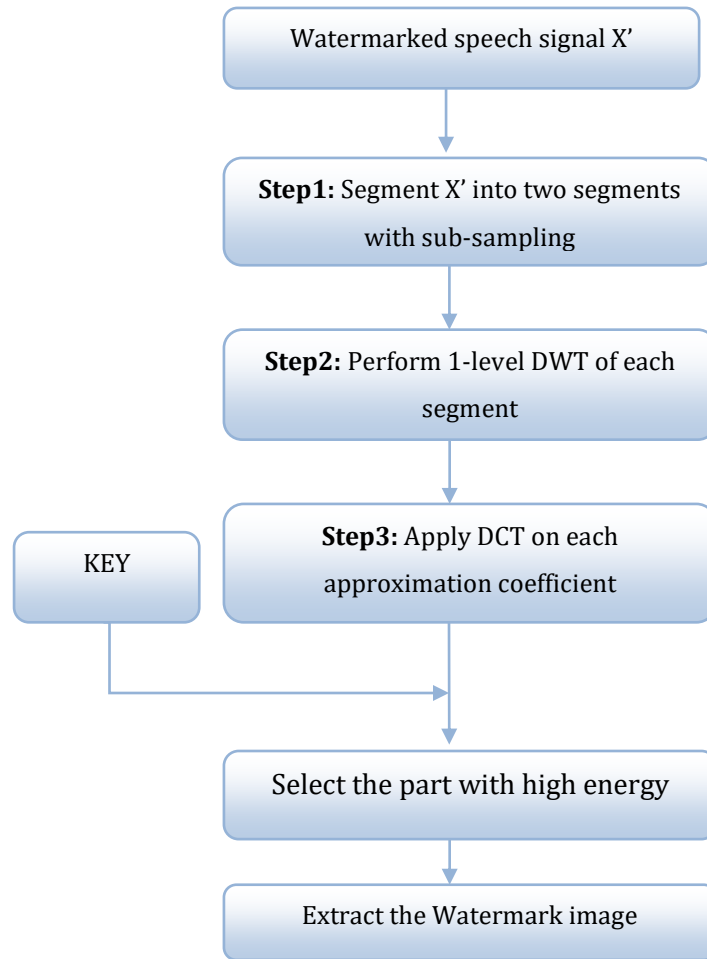 Watermarked speech signal X’
Step1: Segment X’ into two segments
with sub-sampling
Step2: Perform 1-level DWT of each
segment
Step3: Apply DCT on each
approximation coefficient
KEY
Select the part with high energy
Extract the Watermark image